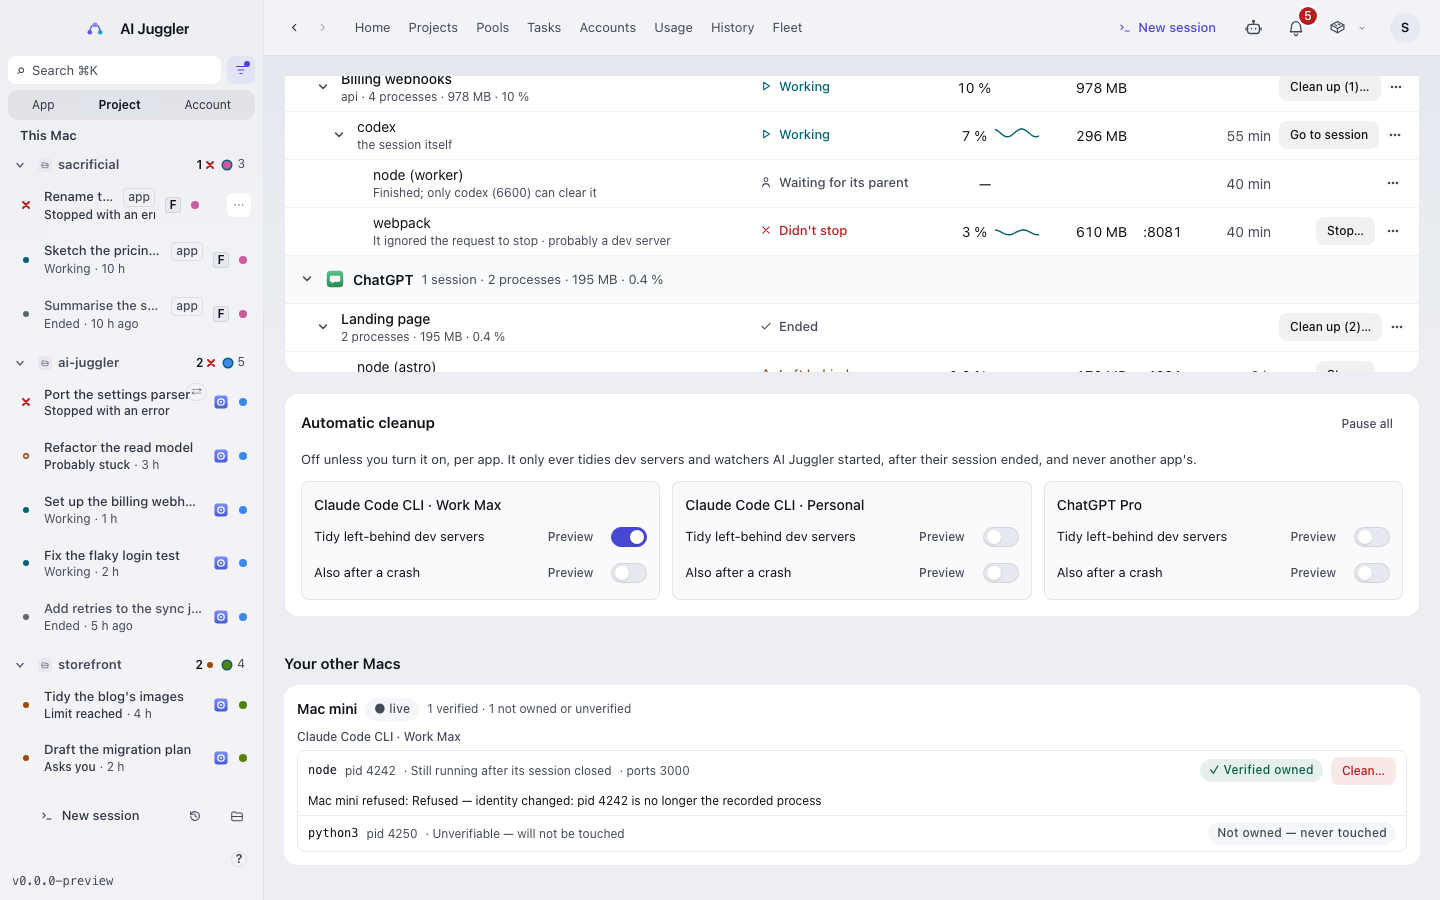 AI Juggler
Search ⌘K
App Project Account
This Mac
sacrificial 1 3
Rename t... app F
Stopped with an err
Sketch the pricin... app F
Working · 10 h
Summarise the s... app F
Ended · 10 h ago
ai-juggler 2 5
Port the settings parser
Stopped with an error
Refactor the read model
Probably stuck · 3 h
Set up the billing webh...
Working · 1 h
Fix the flaky login test
Working · 2 h
Add retries to the sync j...
Ended · 5 h ago
storefront 2 4
Tidy the blog's images
Limit reached · 4 h
Draft the migration plan
Asks you · 2 h
New session
?
v0.0.0-preview
Home Projects Pools Tasks Accounts Usage History Fleet
New session 5 S
Billing webhooks Working 10 % 978 MB Clean up (1)...
api · 4 processes · 978 MB · 10 %
codex Working 7 % 296 MB 55 min Go to session
the session itself
node (worker) Waiting for its parent — 40 min
Finished; only codex (6600) can clear it
webpack Didn't stop 3 % 610 MB :8081 40 min Stop...
It ignored the request to stop · probably a dev server
ChatGPT 1 session · 2 processes · 195 MB · 0.4 %
Landing page Ended Clean up (2)...
2 processes · 195 MB · 0.4 %
node (astro)
Automatic cleanup Pause all
Off unless you turn it on, per app. It only ever tidies dev servers and watchers AI Juggler started, after their session ended, and never another app's.
Claude Code CLI · Work Max
Tidy left-behind dev servers Preview
Also after a crash Preview
Claude Code CLI · Personal
Tidy left-behind dev servers Preview
Also after a crash Preview
ChatGPT Pro
Tidy left-behind dev servers Preview
Also after a crash Preview
Your other Macs
Mac mini live 1 verified · 1 not owned or unverified
Claude Code CLI · Work Max
node pid 4242 · Still running after its session closed · ports 3000 ✓ Verified owned Clean...
Mac mini refused: Refused — identity changed: pid 4242 is no longer the recorded process
python3 pid 4250 · Unverifiable — will not be touched Not owned — never touched